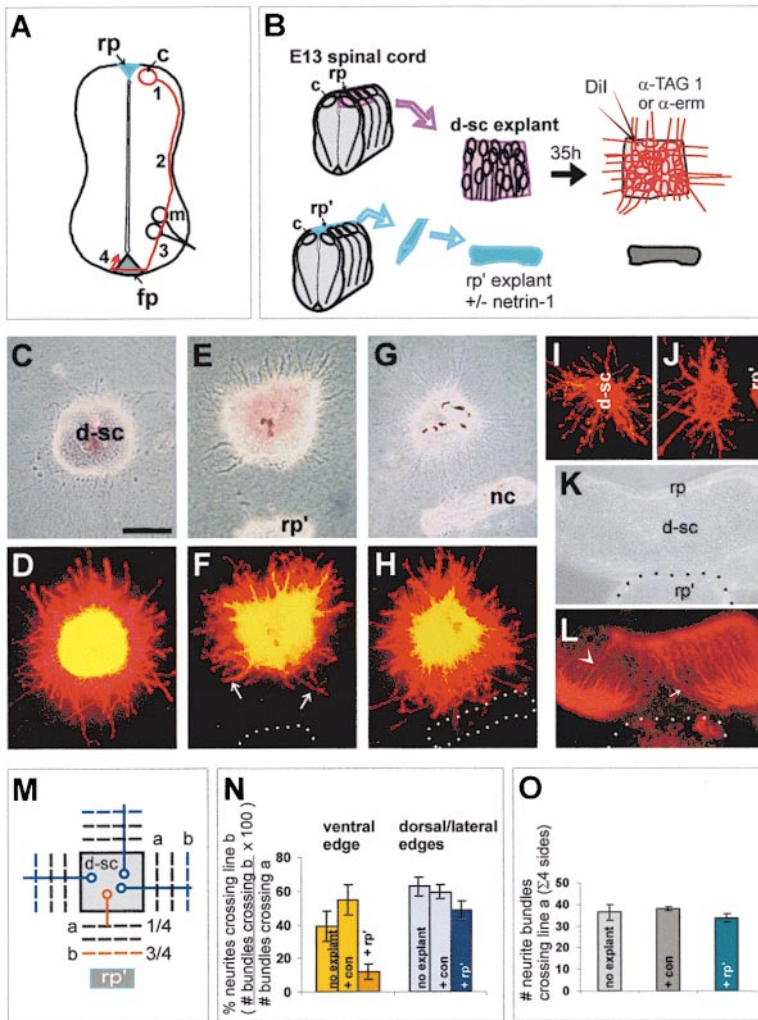 A
rp
c
1
2
m
3
4
fp
B
E13 spinal cord
rp
c
d-sc explant
35h
DiI
α-TAG 1
or α-erm
rp'
c
rp' explant
+/- netrin-1
C
d-sc
E
rp'
G
nc
I
d-sc
J
rp'
K
rp
d-sc
rp'
D
F
H
L
M
d-sc
a
b
a
1/4
b
3/4
rp'
N
% neurites crossing line b
( # bundles crossing b x 100 )
# bundles crossing a
ventral
edge
dorsal/lateral
edges
80
60
40
20
0
no explant
+ con
+ rp'
no explant
+ con
+ rp'
O
# neurite bundles
crossing line a (Σ4 sides)
50
40
30
20
10
0
no explant
+ con
+ rp'